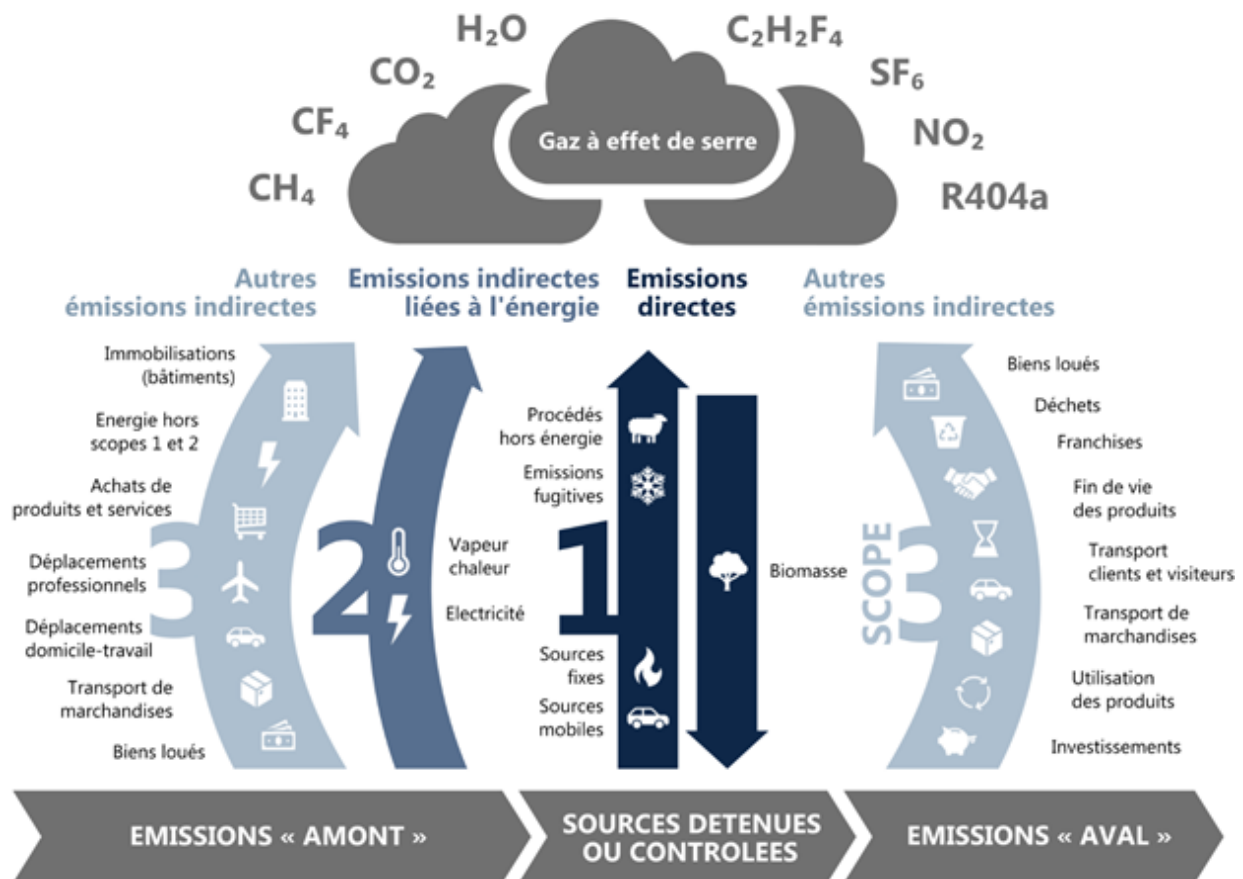 H₂O
C₂H₂F₄
CO₂
SF₆
CF₄
NO₂
Gaz à effet de serre
CH₄
R404a
Autres
émissions indirectes
Emissions indirectes
liées à l'énergie
Emissions
directes
Autres
émissions indirectes
Immobilisations
(bâtiments)
Energie hors
scopes 1 et 2
Achats de
produits et services
Déplacements
professionnels
Déplacements
domicile-travail
Transport de
marchandises
Biens loués
3
2
Vapeur
chaleur
Electricité
Procédés
hors énergie
Emissions
fugitives
1
Sources
fixes
Sources
mobiles
Biomasse
SCOPE
3
Biens loués
Déchets
Franchises
Fin de vie
des produits
Transport
clients et visiteurs
Transport de
marchandises
Utilisation
des produits
Investissements
EMISSIONS « AMONT »
SOURCES DETENUES
OU CONTROLEES
EMISSIONS « AVAL »